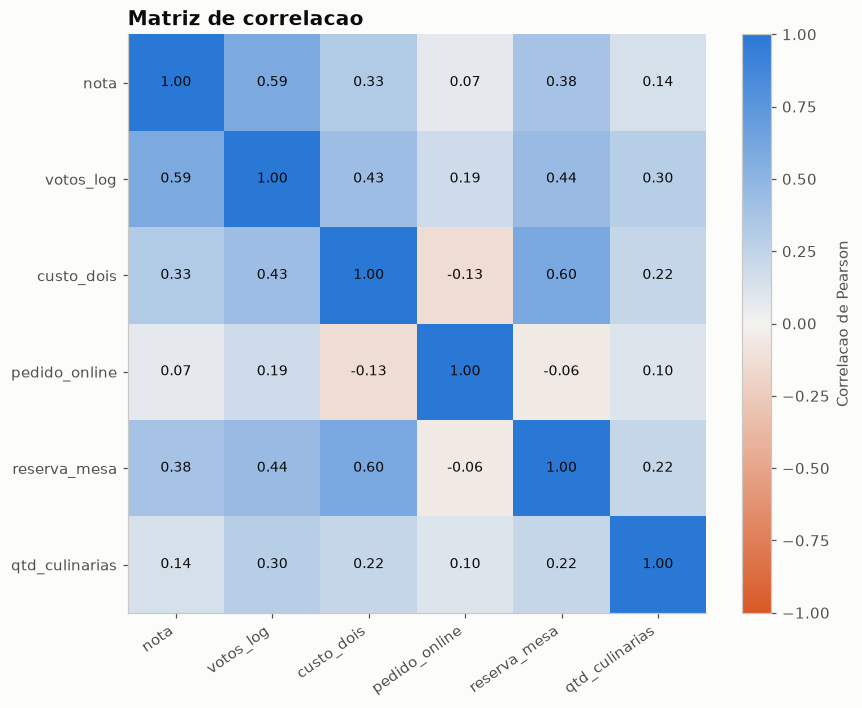 Matriz de correlacao
nota 1.00 0.59 0.33 0.07 0.38 0.14
votos_log 0.59 1.00 0.43 0.19 0.44 0.30
custo_dois 0.33 0.43 1.00 -0.13 0.60 0.22
pedido_online 0.07 0.19 -0.13 1.00 -0.06 0.10
reserva_mesa 0.38 0.44 0.60 -0.06 1.00 0.22
qtd_culinarias 0.14 0.30 0.22 0.10 0.22 1.00
nota votos_log custo_dois pedido_online reserva_mesa qtd_culinarias
1.00
0.75
0.50
0.25
0.00
−0.25
−0.50
−0.75
−1.00
Correlacao de Pearson